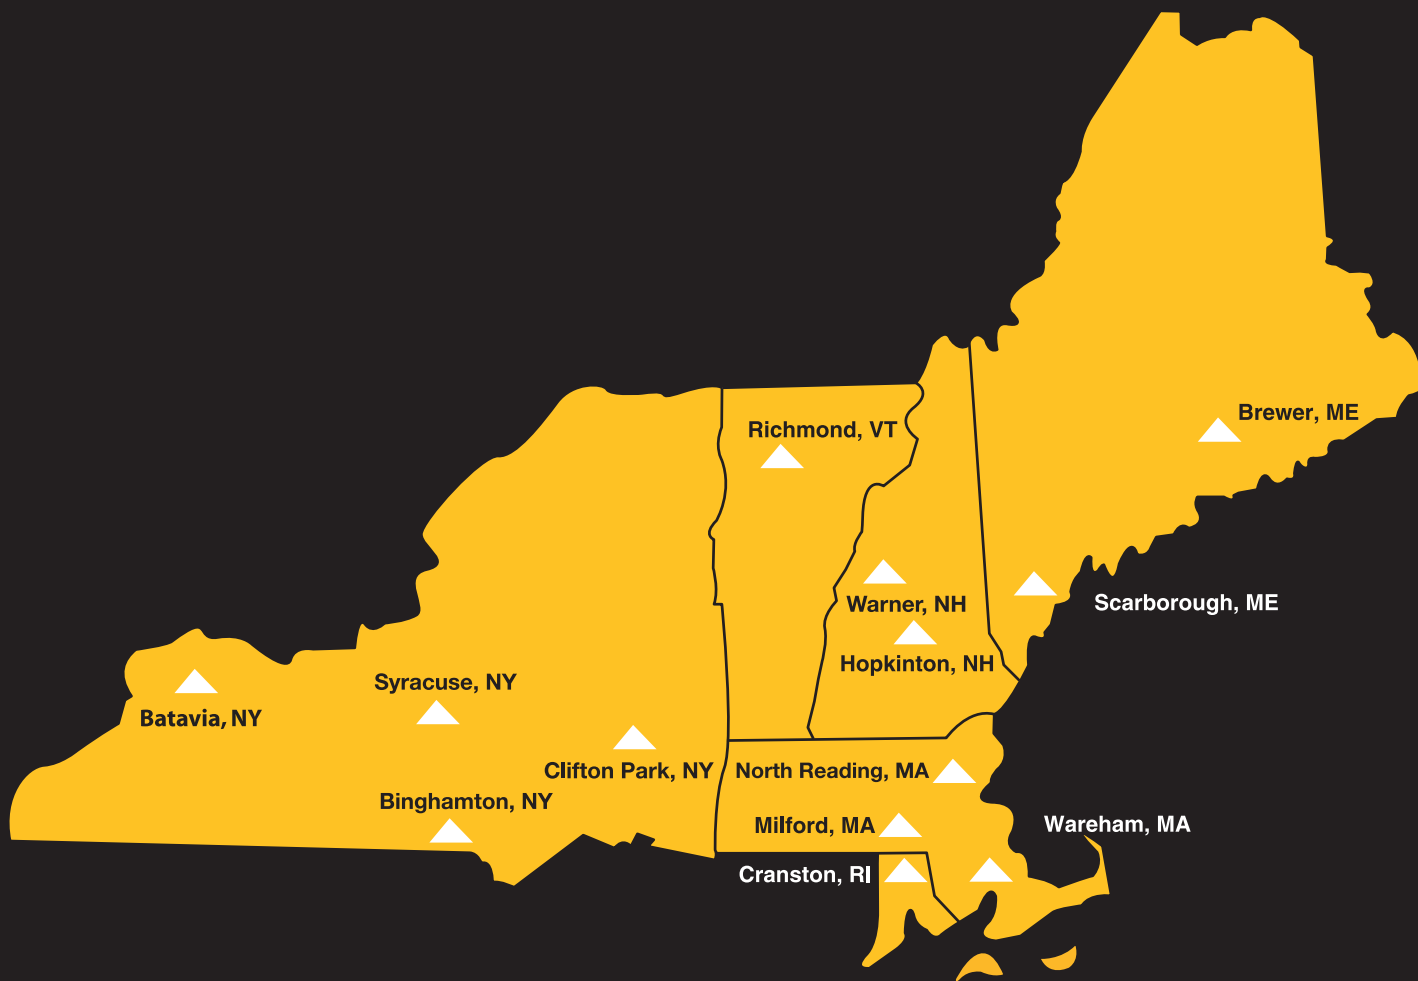 Brewer, ME
Richmond, VT
Scarborough, ME
Warner, NH
Hopkinton, NH
Syracuse, NY
Batavia, NY
Clifton Park, NY
North Reading, MA
Binghamton, NY
Milford, MA
Wareham, MA
Cranston, RI